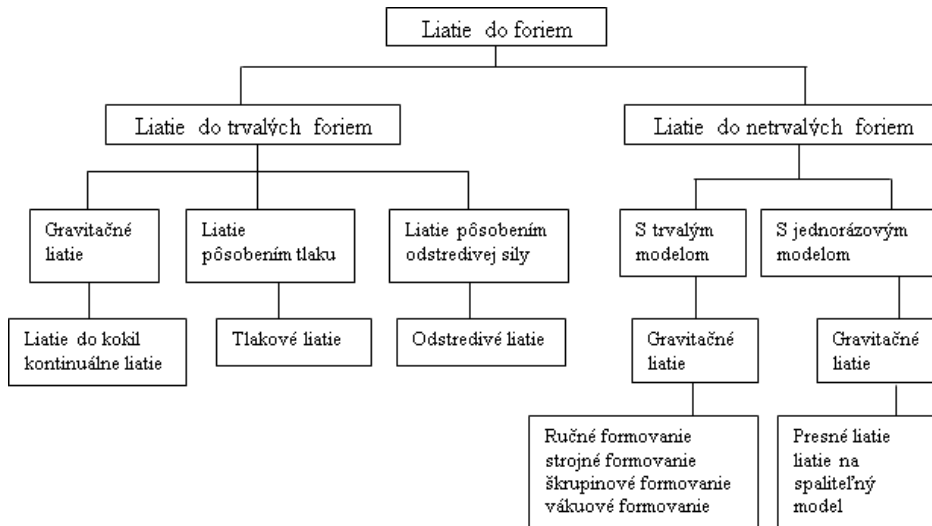 Liatie do foriem
Liatie do trvalých foriem
Liatie do netrvalých foriem
Gravitačné
liatie
Liatie
pôsobením tlaku
Liatie pôsobením
odstredivej sily
S trvalým
modelom
S jednorázovým
modelom
Liatie do kokil
kontinuálne liatie
Tlakové liatie
Odstredivé liatie
Gravitačné
liatie
Gravitačné
liatie
Ručné formovanie
strojné formovanie
škrupinové formovanie
vákuové formovanie
Presné liatie
liatie na
spaliteľný
model